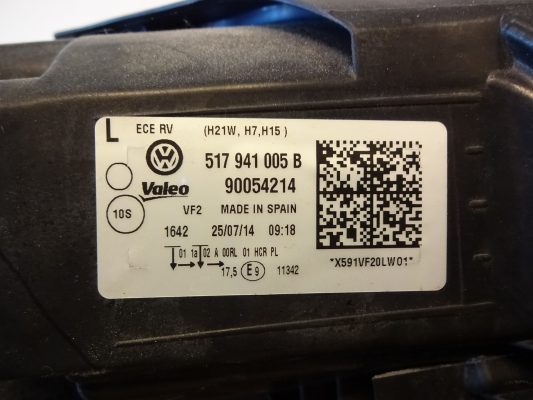 L ECE RV (H21W, H7,H15 )
517 941 005 B
Valeo 90054214
10S VF2 MADE IN SPAIN
1642 25/07/14 09:18
01 1a 02 A 00RL 01 HCR PL
17,5 E9 11342
*X591VF20LW01*